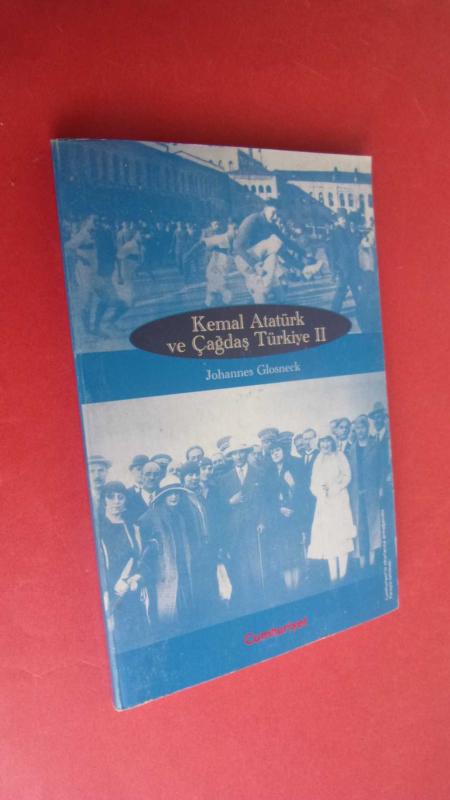 Kemal Atatürk
ve Çağdaş Türkiye II
Johannes Glosneck
Cumhuriyet